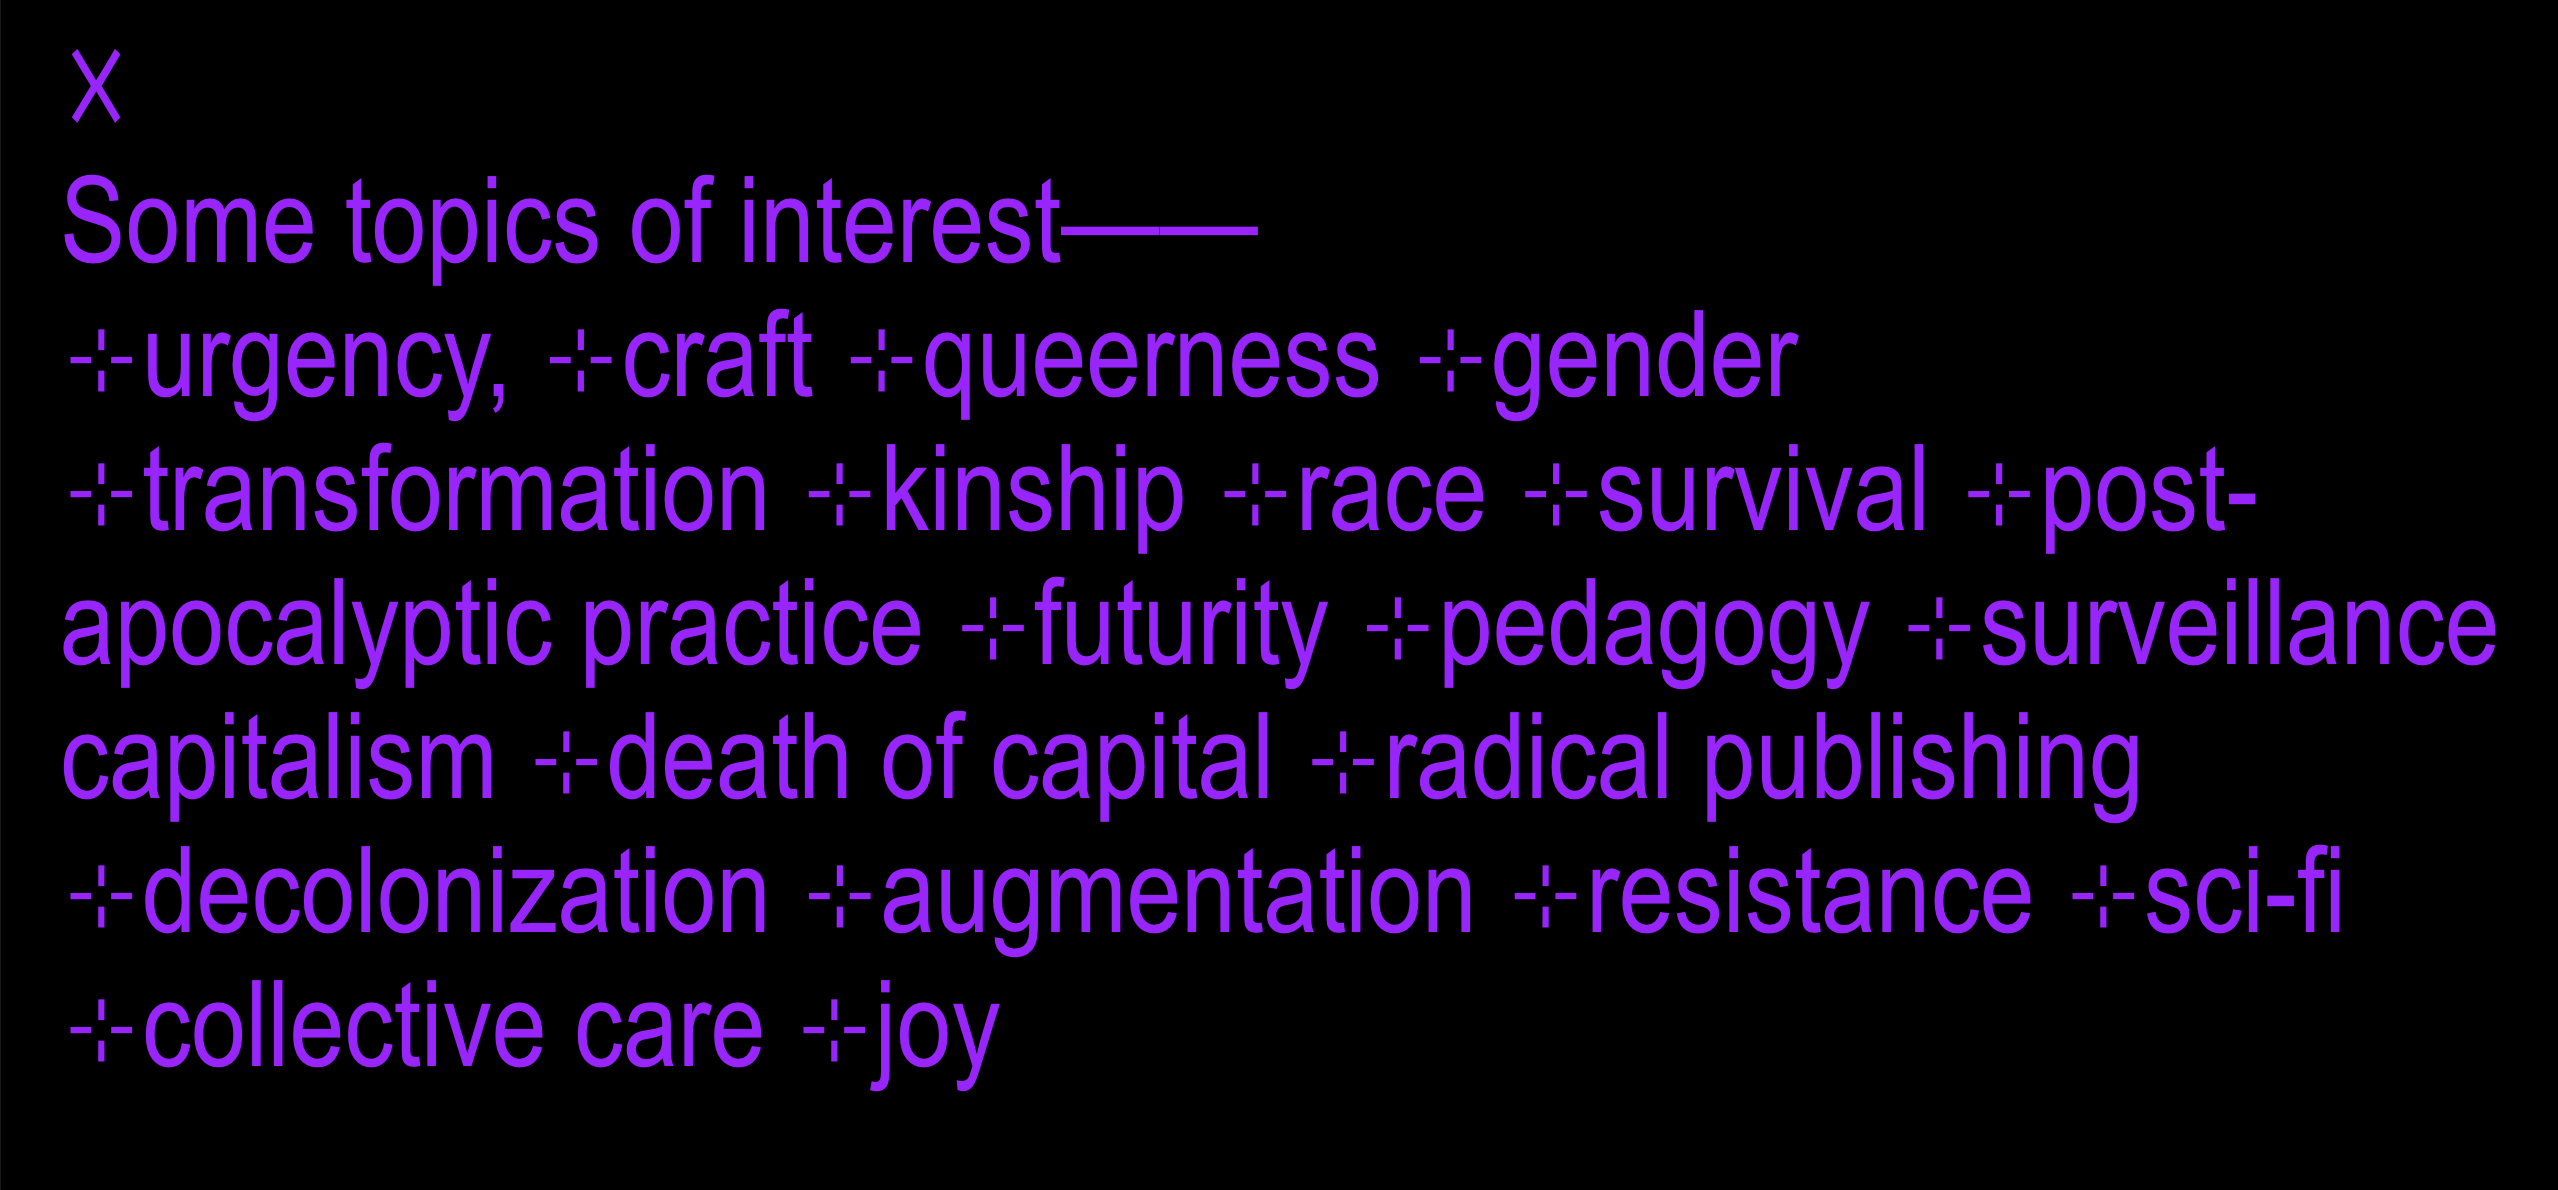 X
Some topics of interest——
⊹urgency, ⊹craft ⊹queerness ⊹gender
⊹transformation ⊹kinship ⊹race ⊹survival ⊹post-
apocalyptic practice ⊹futurity ⊹pedagogy ⊹surveillance
capitalism ⊹death of capital ⊹radical publishing
⊹decolonization ⊹augmentation ⊹resistance ⊹sci-fi
⊹collective care ⊹joy